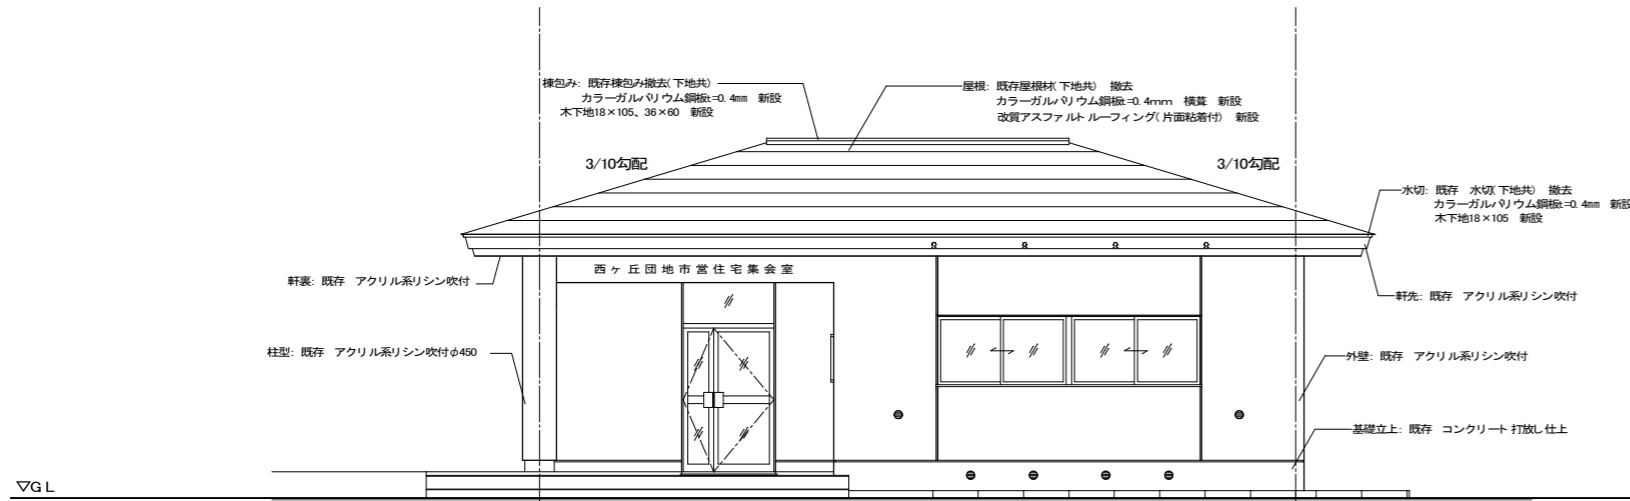 棟包み: 既存棟包み撤去(下地共)
カラーガルバリウム鋼板t=0.4mm 新設
木下地18×105、36×60 新設
屋根: 既存屋根材(下地共) 撤去
カラーガルバリウム鋼板t=0.4mm 横葺 新設
改質アスファルトルーフィング(片面粘着付) 新設
3/10勾配
3/10勾配
水切: 既存 水切(下地共) 撤去
カラーガルバリウム鋼板t=0.4mm 新設
木下地18×105 新設
西ヶ丘団地市営住宅集会室
軒裏: 既存 アクリル系リシン吹付
軒先: 既存 アクリル系リシン吹付
柱型: 既存 アクリル系リシン吹付φ450
外壁: 既存 アクリル系リシン吹付
基礎立上: 既存 コンクリート打放し仕上
▽GL